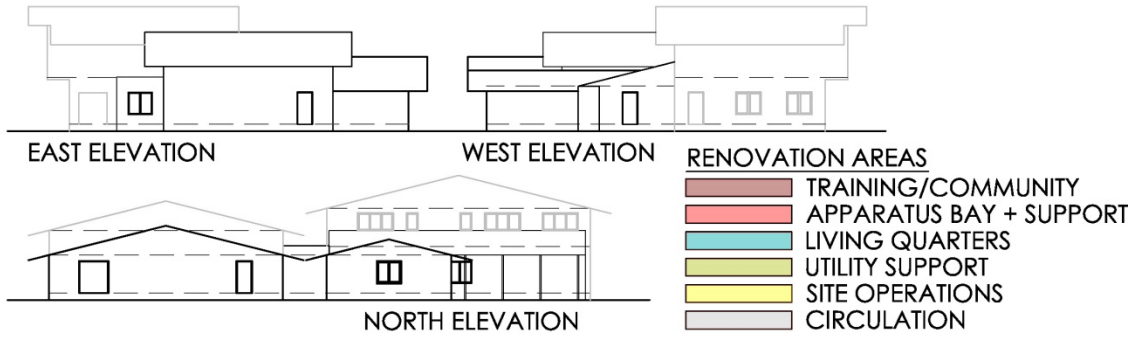 EAST ELEVATION
WEST ELEVATION
NORTH ELEVATION
RENOVATION AREAS
TRAINING/COMMUNITY
APPARATUS BAY + SUPPORT
LIVING QUARTERS
UTILITY SUPPORT
SITE OPERATIONS
CIRCULATION